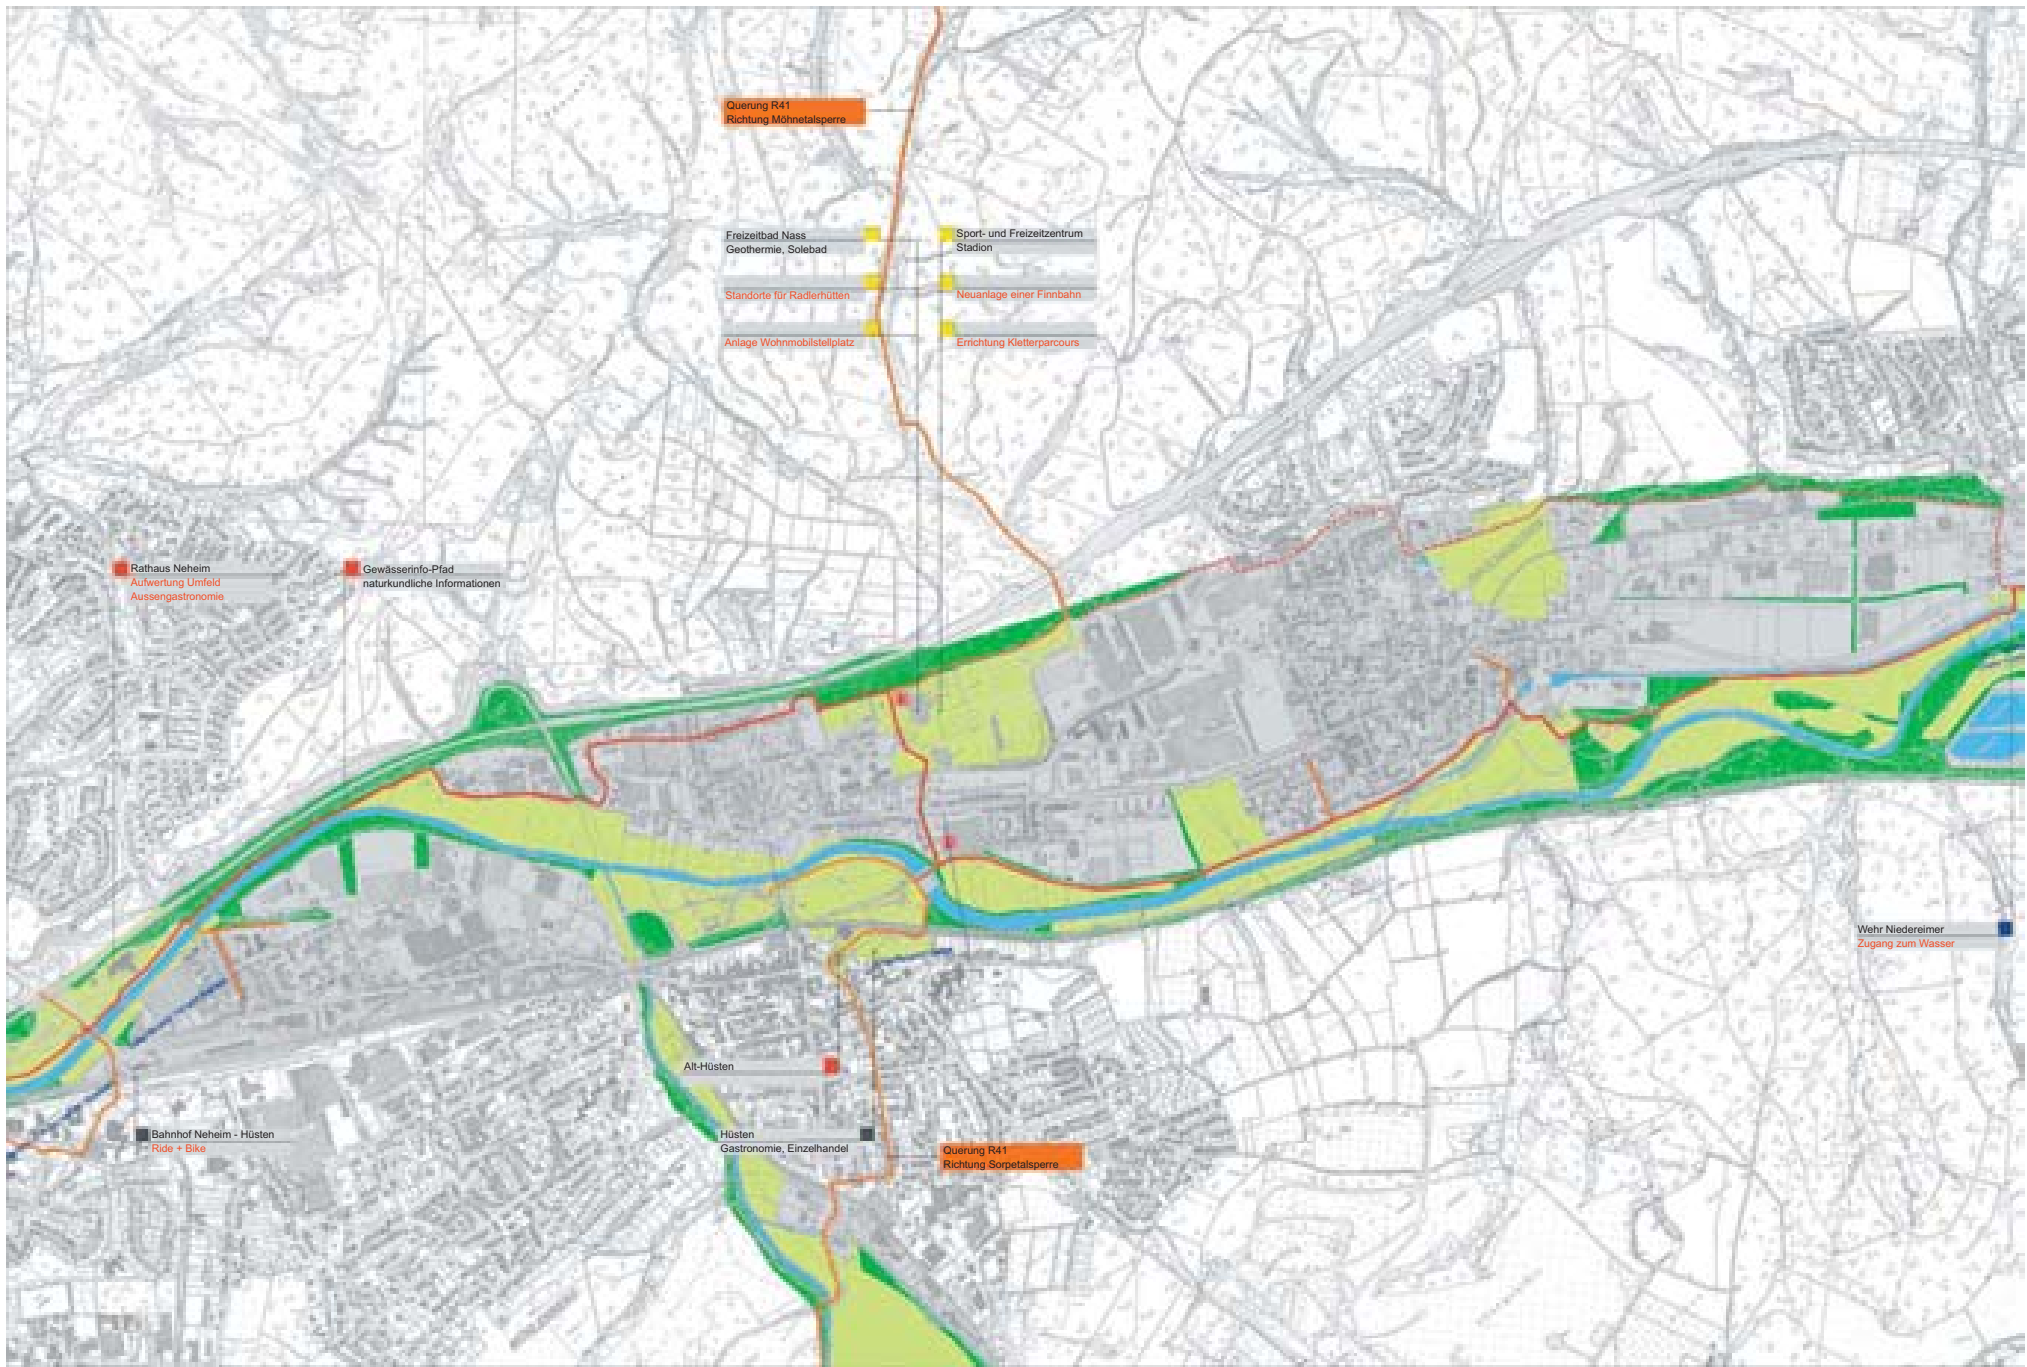 Querung R41
Richtung Möhnetalsperre
Freizeitbad Nass
Geothermie, Solebad
Sport- und Freizeitzentrum
Stadion
Standorte für Radlerhütten
Neuanlage einer Finnbahn
Anlage Wohnmobilstellplatz
Errichtung Kletterparcours
Rathaus Neheim
Aufwertung Umfeld
Aussengastronomie
Gewässerinfo-Pfad
naturkundliche Informationen
Wehr Niedereimer
Zugang zum Wasser
Alt-Hüsten
Bahnhof Neheim - Hüsten
Ride + Bike
Hüsten
Gastronomie, Einzelhandel
Querung R41
Richtung Sorpetalsperre